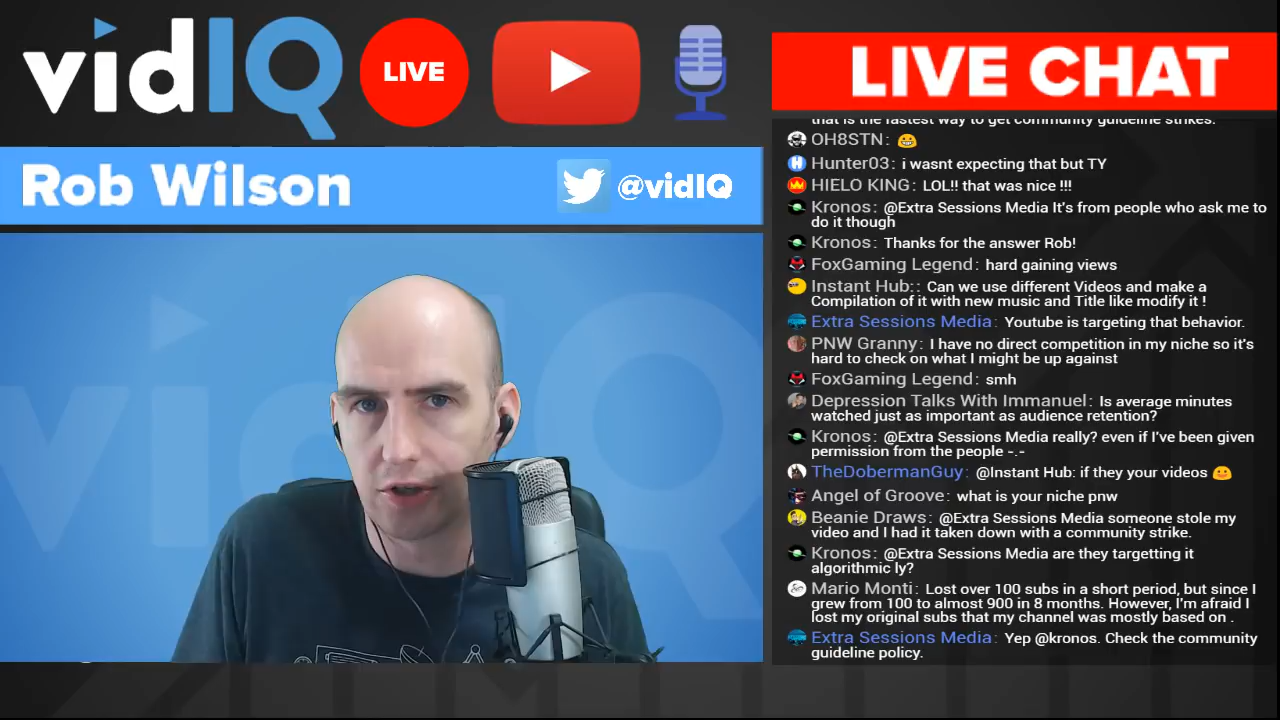 vidIQ
LIVE
Rob Wilson
@vidIQ
LIVE CHAT
that is the fastest way to get community guideline strikes.
OH8STN:
Hunter03: i wasnt expecting that but TY
HIELO KING: LOL!! that was nice !!!
Kronos: @Extra Sessions Media It's from people who ask me to
do it though
Kronos: Thanks for the answer Rob!
FoxGaming Legend: hard gaining views
Instant Hub:: Can we use different Videos and make a
Compilation of it with new music and Title like modify it !
Extra Sessions Media: Youtube is targeting that behavior.
PNW Granny: I have no direct competition in my niche so it's
hard to check on what I might be up against
FoxGaming Legend: smh
Depression Talks With Immanuel: Is average minutes
watched just as important as audience retention?
Kronos: @Extra Sessions Media really? even if I've been given
permission from the people -.-
TheDobermanGuy: @Instant Hub: if they your videos
Angel of Groove: what is your niche pnw
Beanie Draws: @Extra Sessions Media someone stole my
video and I had it taken down with a community strike.
Kronos: @Extra Sessions Media are they targetting it
algorithmic ly?
Mario Monti: Lost over 100 subs in a short period, but since I
grew from 100 to almost 900 in 8 months. However, I'm afraid I
lost my original subs that my channel was mostly based on .
Extra Sessions Media: Yep @kronos. Check the community
guideline policy.